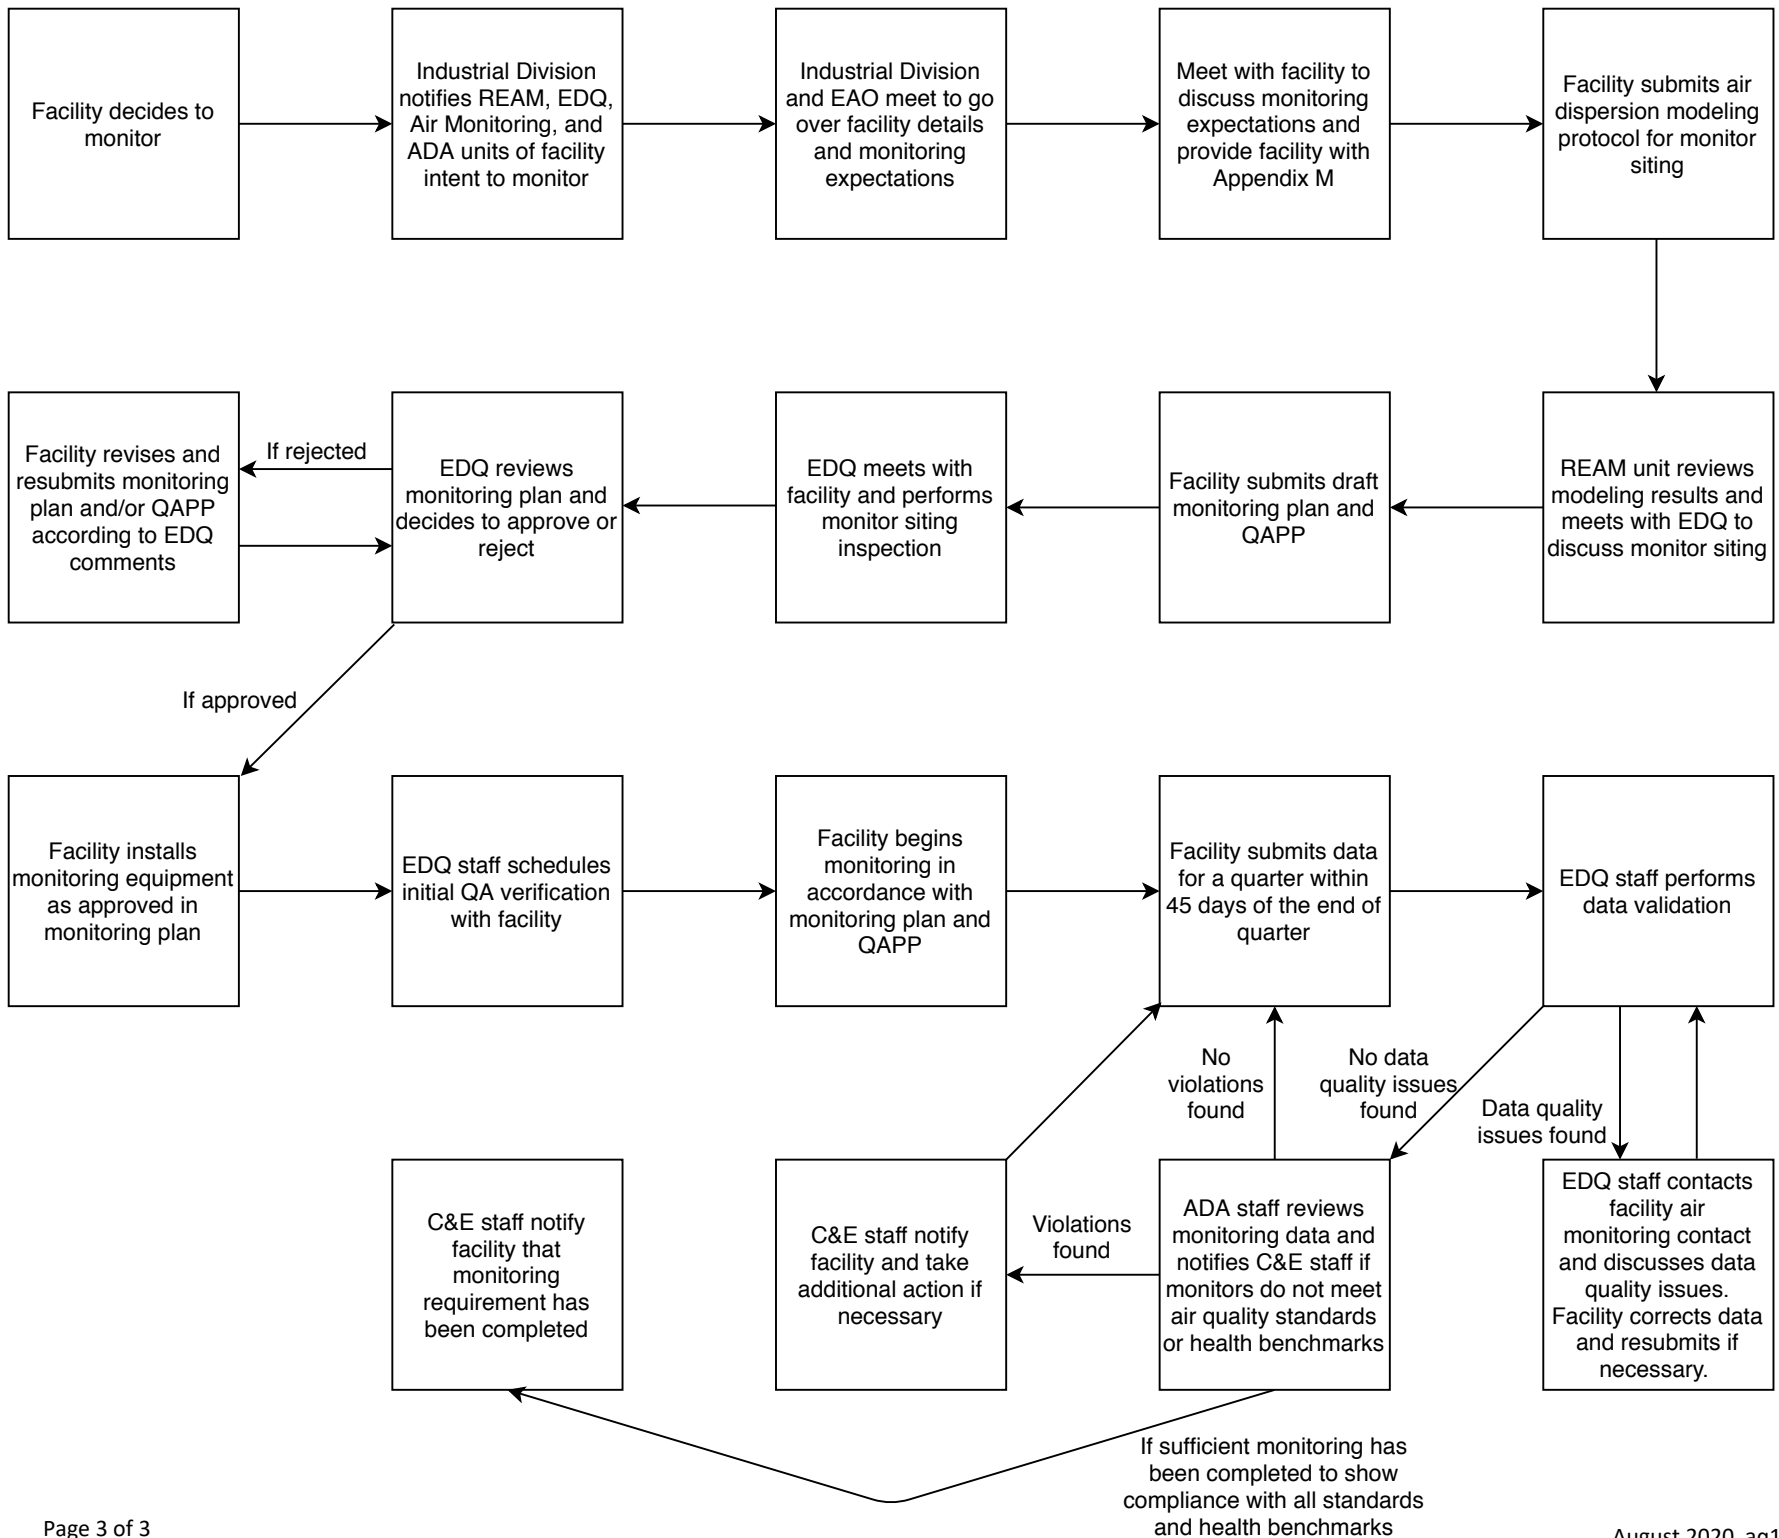 Facility decides to
monitor
Industrial Division
notifies REAM, EDQ,
Air Monitoring, and
ADA units of facility
intent to monitor
Industrial Division
and EAO meet to go
over facility details
and monitoring
expectations
Meet with facility to
discuss monitoring
expectations and
provide facility with
Appendix M
Facility submits air
dispersion modeling
protocol for monitor
siting
Facility revises and
resubmits monitoring
plan and/or QAPP
according to EDQ
comments
If rejected
EDQ reviews
monitoring plan and
decides to approve or
reject
EDQ meets with
facility and performs
monitor siting
inspection
Facility submits draft
monitoring plan and
QAPP
REAM unit reviews
modeling results and
meets with EDQ to
discuss monitor siting
If approved
Facility installs
monitoring equipment
as approved in
monitoring plan
EDQ staff schedules
initial QA verification
with facility
Facility begins
monitoring in
accordance with
monitoring plan and
QAPP
Facility submits data
for a quarter within
45 days of the end of
quarter
EDQ staff performs
data validation
No
violations
found
No data
quality issues
found
Data quality
issues found
C&E staff notify
facility that
monitoring
requirement has
been completed
C&E staff notify
facility and take
additional action if
necessary
Violations
found
ADA staff reviews
monitoring data and
notifies C&E staff if
monitors do not meet
air quality standards
or health benchmarks
EDQ staff contacts
facility air
monitoring contact
and discusses data
quality issues.
Facility corrects data
and resubmits if
necessary.
If sufficient monitoring has
been completed to show
compliance with all standards
and health benchmarks
Page 3 of 3
August 2020